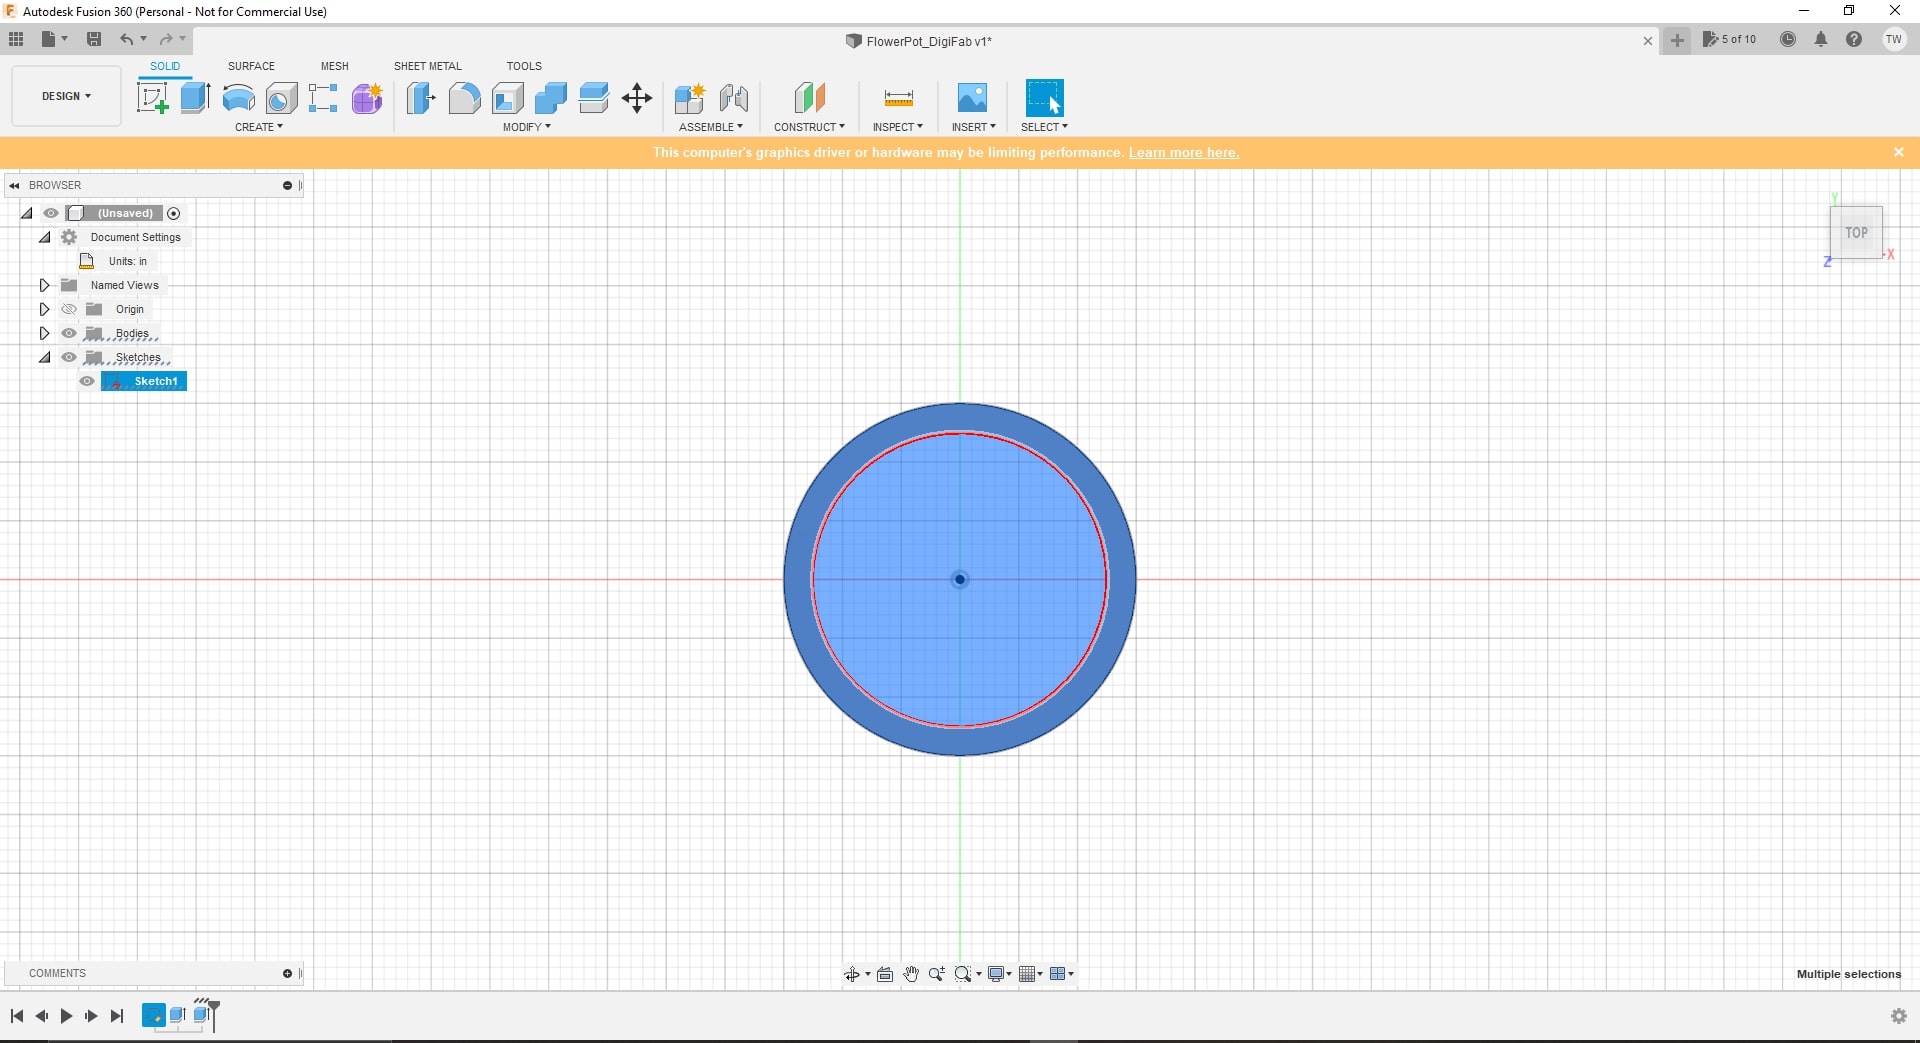 Autodesk Fusion 360 (Personal - Not for Commercial Use)
FlowerPot_DigiFab v1*
5 of 10
TW
DESIGN
SOLID
SURFACE
MESH
SHEET METAL
TOOLS
CREATE
MODIFY
ASSEMBLE
CONSTRUCT
INSPECT
INSERT
SELECT
This computer's graphics driver or hardware may be limiting performance. Learn more here.
BROWSER
(Unsaved)
Document Settings
Units: in
Named Views
Origin
Bodies
Sketches
Sketch1
Y
TOP
X
Z
COMMENTS
Multiple selections